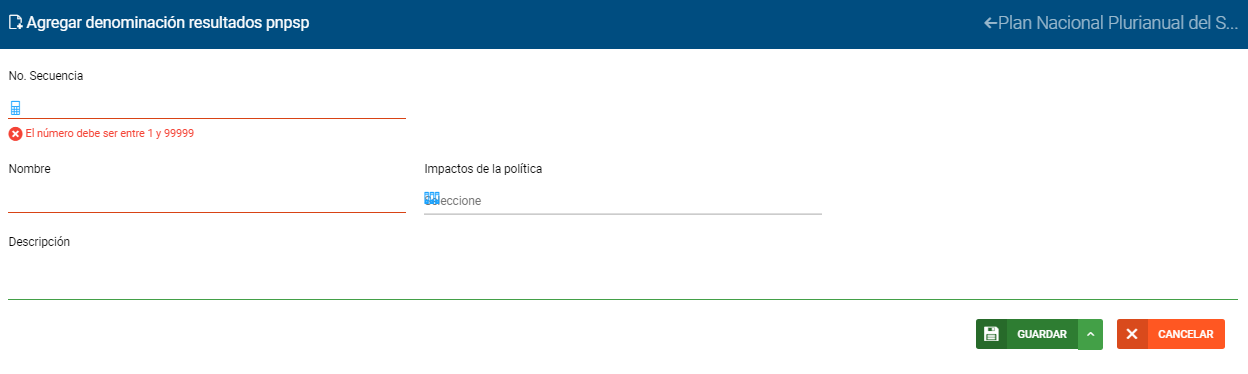 Agregar denominación resultados pnpsp
Plan Nacional Plurianual del S...
No. Secuencia
El número debe ser entre 1 y 99999
Nombre
Impactos de la política
Seleccione
Descripción
GUARDAR
CANCELAR